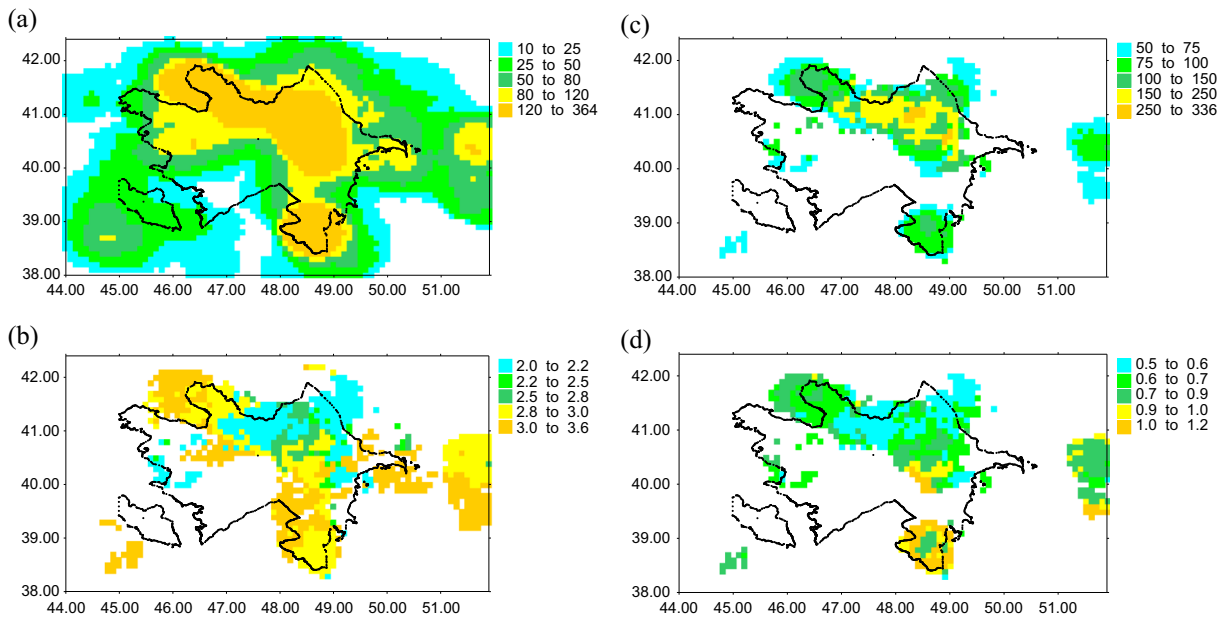 (a)
42.00
41.00
40.00
39.00
38.00
44.00 45.00 46.00 47.00 48.00 49.00 50.00 51.00
10 to 25
25 to 50
50 to 80
80 to 120
120 to 364
(c)
42.00
41.00
40.00
39.00
38.00
44.00 45.00 46.00 47.00 48.00 49.00 50.00 51.00
50 to 75
75 to 100
100 to 150
150 to 250
250 to 336
(b)
42.00
41.00
40.00
39.00
38.00
44.00 45.00 46.00 47.00 48.00 49.00 50.00 51.00
2.0 to 2.2
2.2 to 2.5
2.5 to 2.8
2.8 to 3.0
3.0 to 3.6
(d)
42.00
41.00
40.00
39.00
38.00
44.00 45.00 46.00 47.00 48.00 49.00 50.00 51.00
0.5 to 0.6
0.6 to 0.7
0.7 to 0.9
0.9 to 1.0
1.0 to 1.2